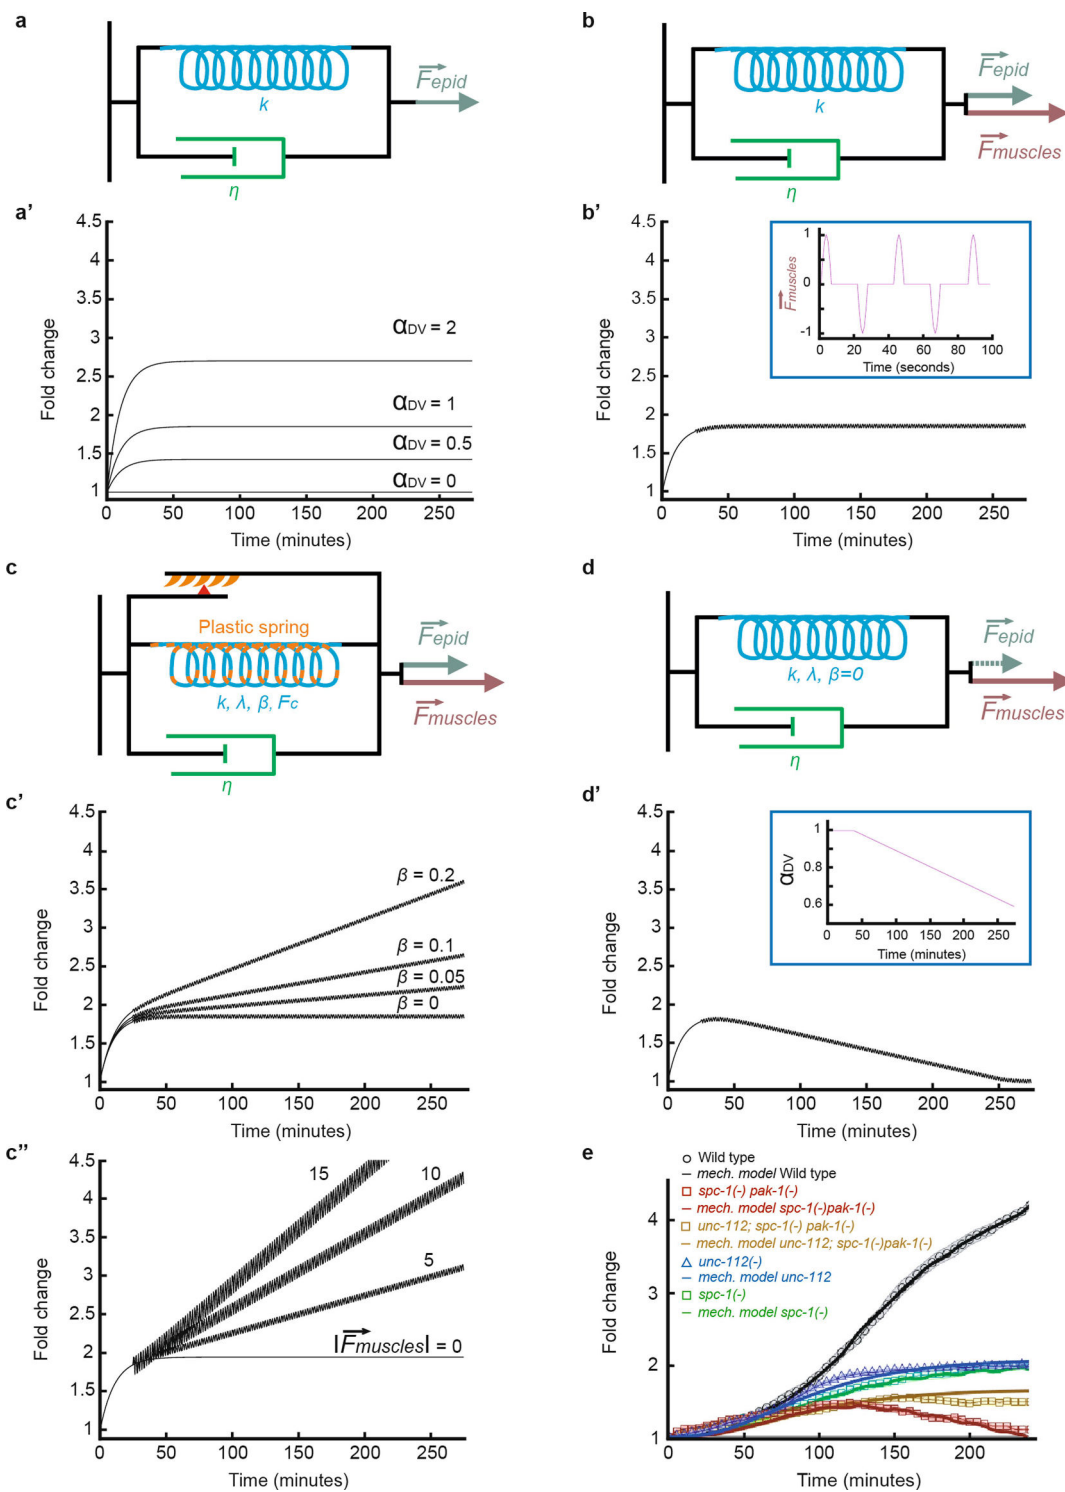 a
F epid
k
η
b
F epid
k
F muscles
η
a'
4.5
4
3.5
3
2.5
2
1.5
1
Fold change
αDV = 2
αDV = 1
αDV = 0.5
αDV = 0
0 50 100 150 200 250
Time (minutes)
b'
4.5
4
3.5
3
2.5
2
1.5
1
Fold change
1
0
-1
F muscles
0 20 40 60 80 100
Time (seconds)
0 50 100 150 200 250
Time (minutes)
c
Plastic spring
k, λ, β, Fc
F epid
F muscles
η
d
k, λ, β=0
F epid
F muscles
η
c'
4.5
4
3.5
3
2.5
2
1.5
1
Fold change
β = 0.2
β = 0.1
β = 0.05
β = 0
0 50 100 150 200 250
Time (minutes)
d'
4.5
4
3.5
3
2.5
2
1.5
1
Fold change
1
0.8
0.6
αDV
0 50 100 150 200 250
Time (minutes)
0 50 100 150 200 250
Time (minutes)
c"
4.5
4
3.5
3
2.5
2
1.5
1
Fold change
15
10
5
|F muscles| = 0
0 50 100 150 200 250
Time (minutes)
e
Wild type
mech. model Wild type
spc-1(-) pak-1(-)
mech. model spc-1(-)pak-1(-)
unc-112; spc-1(-) pak-1(-)
mech. model unc-112; spc-1(-)pak-1(-)
unc-112(-)
mech. model unc-112
spc-1(-)
mech. model spc-1(-)
4
3
2
1
Fold change
0 50 100 150 200
Time (minutes)